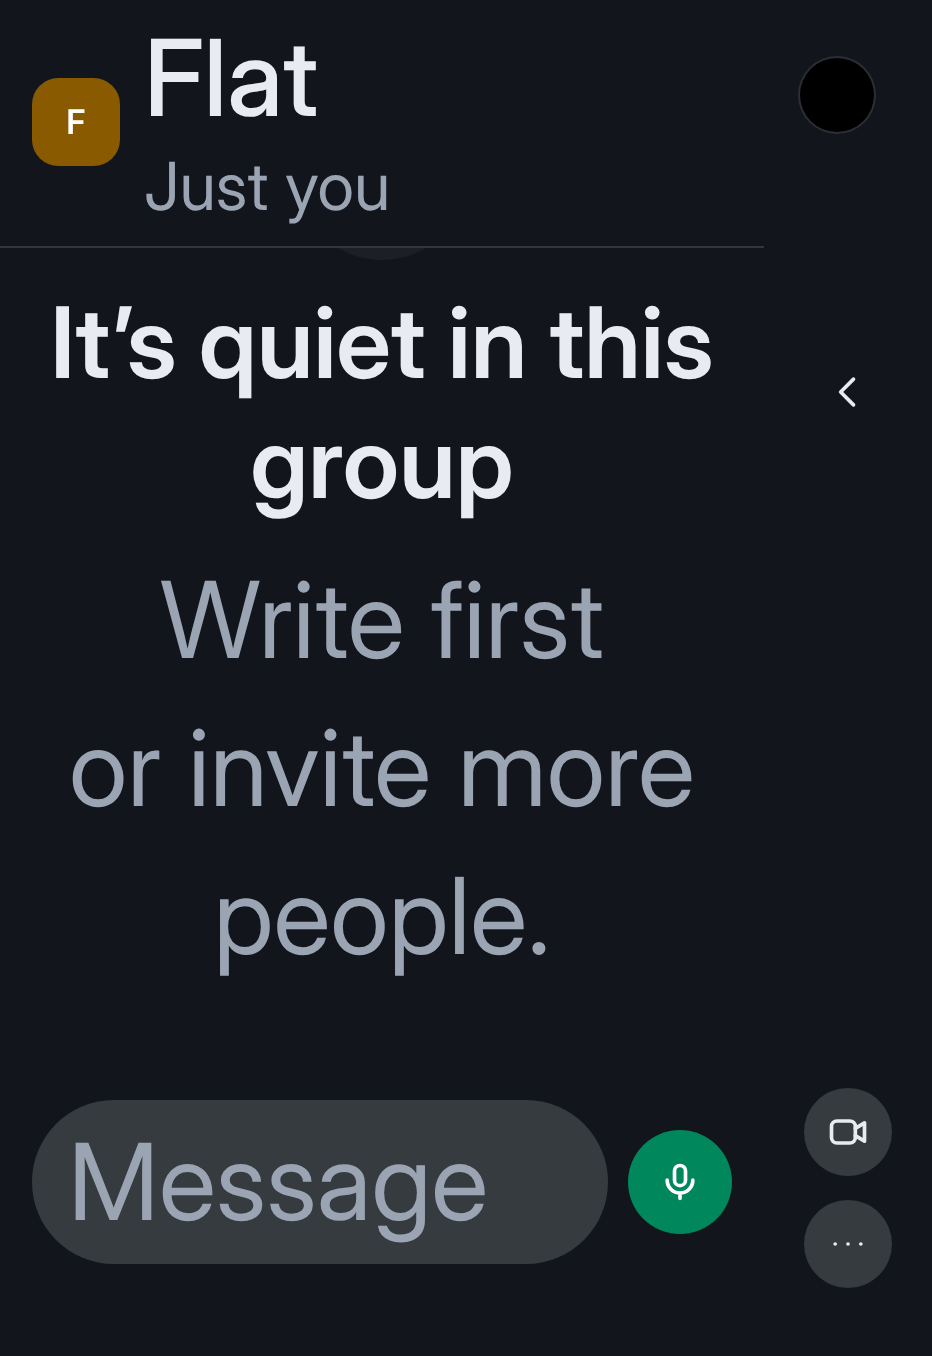 F
Flat
Just you
It’s quiet in this
group
Write first
or invite more
people.
Message